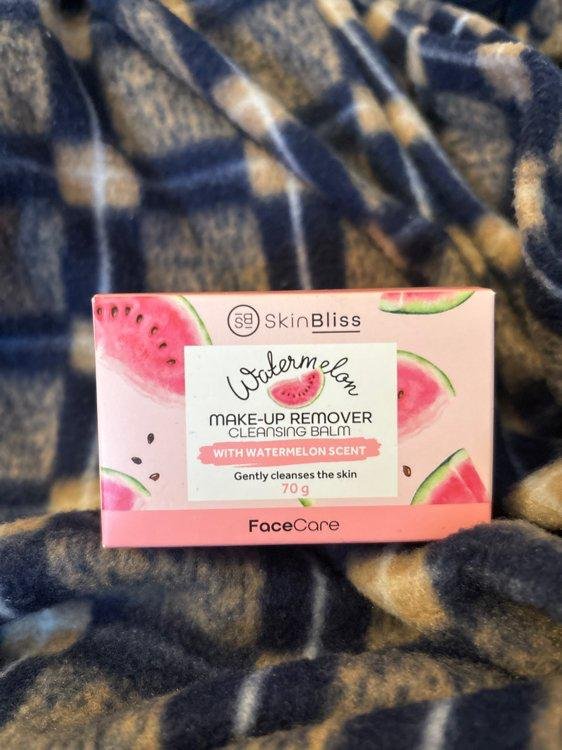 SkinBliss
Watermelon
MAKE-UP REMOVER
CLEANSING BALM
WITH WATERMELON SCENT
Gently cleanses the skin
70 g
FaceCare